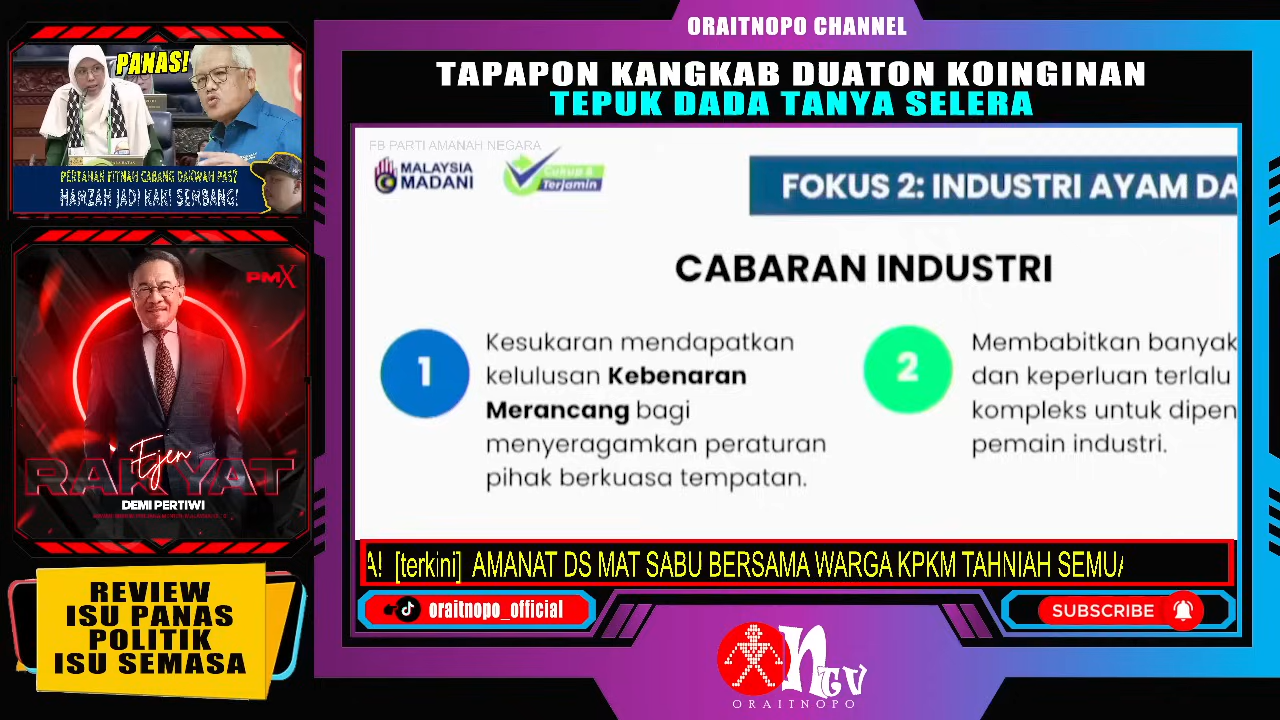 ORAITNOPO CHANNEL
TAPAPON KANGKAB DUATON KOINGINAN
TEPUK DADA TANYA SELERA
PANAS!
PERTAHAN FITNAH CABANG DAKWAH PAS?
HAMZAH JADI KAKI SEMBANG!
PMX
Ejen
RAKYAT
DEMI PERTIWI
REVIEW
ISU PANAS
POLITIK
ISU SEMASA
FB PARTI AMANAH NEGARA
MALAYSIA
MADANI
Cukup &
Terjamin
FOKUS 2: INDUSTRI AYAM DA
CABARAN INDUSTRI
1
Kesukaran mendapatkan
kelulusan Kebenaran
Merancang bagi
menyeragamkan peraturan
pihak berkuasa tempatan.
2
Membabitkan banyak
dan keperluan terlalu
kompleks untuk dipen
pemain industri.
A! [terkini] AMANAT DS MAT SABU BERSAMA WARGA KPKM TAHNIAH SEMUA
oraitnopo_official
SUBSCRIBE
OnTV
ORAITNOPO